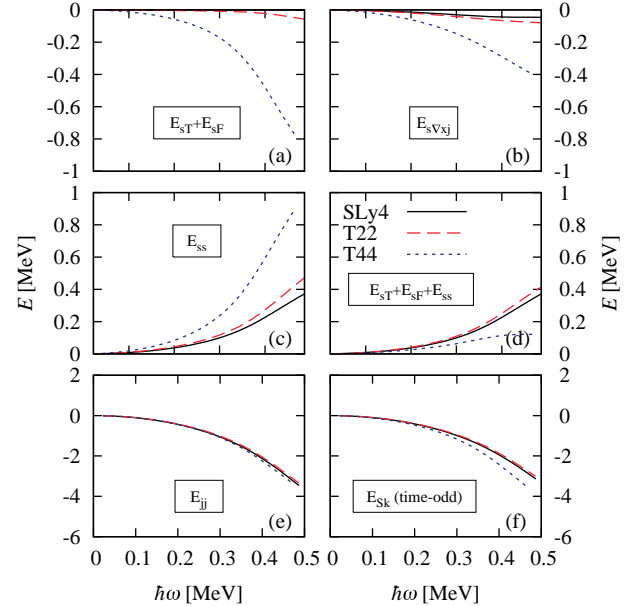 0
-0.2
-0.4
-0.6
-0.8
-1
E_sT+E_sF
(a)
0
-0.2
-0.4
-0.6
-0.8
-1
E_s∇xj
(b)
E [MeV]
1
0.8
0.6
0.4
0.2
0
E_ss
(c)
SLy4
T22
T44
E_sT+E_sF+E_ss
(d)
1
0.8
0.6
0.4
0.2
0
E [MeV]
2
0
-2
-4
-6
E_jj
(e)
E_Sk (time-odd)
(f)
2
0
-2
-4
-6
0 0.1 0.2 0.3 0.4 0.5
0 0.1 0.2 0.3 0.4 0.5
ℏω [MeV]
ℏω [MeV]